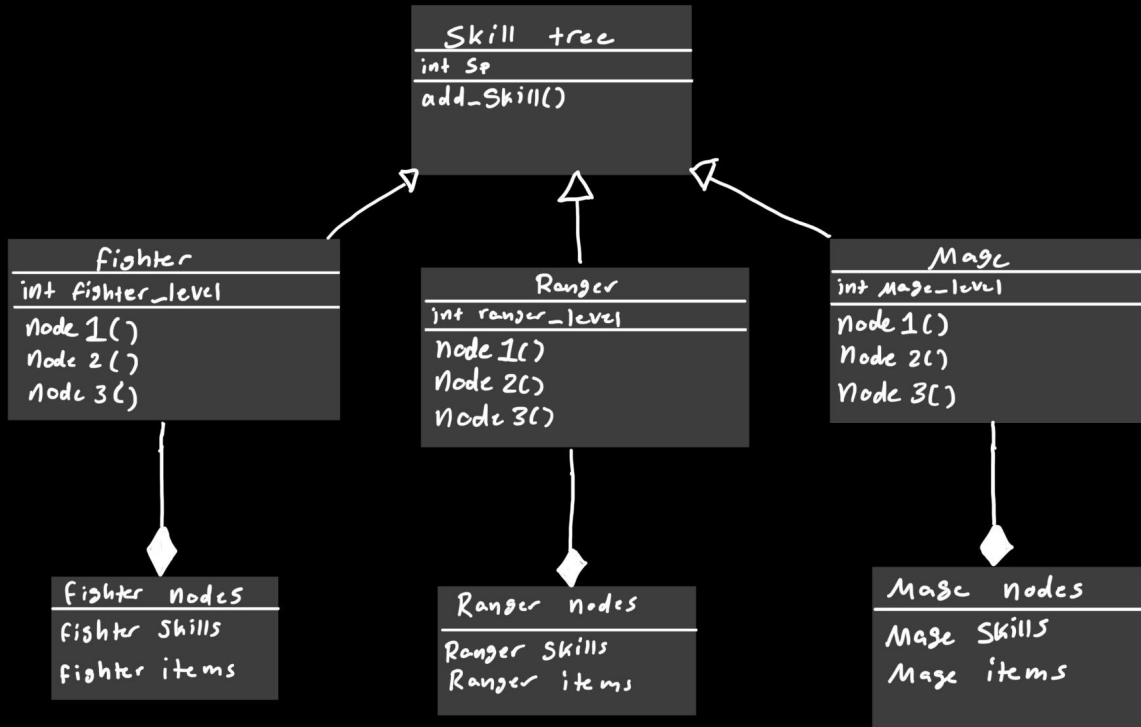 Skill tree
int Sp
add_Skill()
fighter
int fighter_level
node 1()
node 2()
node 3()
Ranger
int ranger_level
node 1()
node 2()
node 3()
Mage
int Mage_level
node 1()
node 2()
node 3()
fighter nodes
fighter skills
fighter items
Ranger nodes
Ranger skills
Ranger items
Mage nodes
Mage skills
Mage items